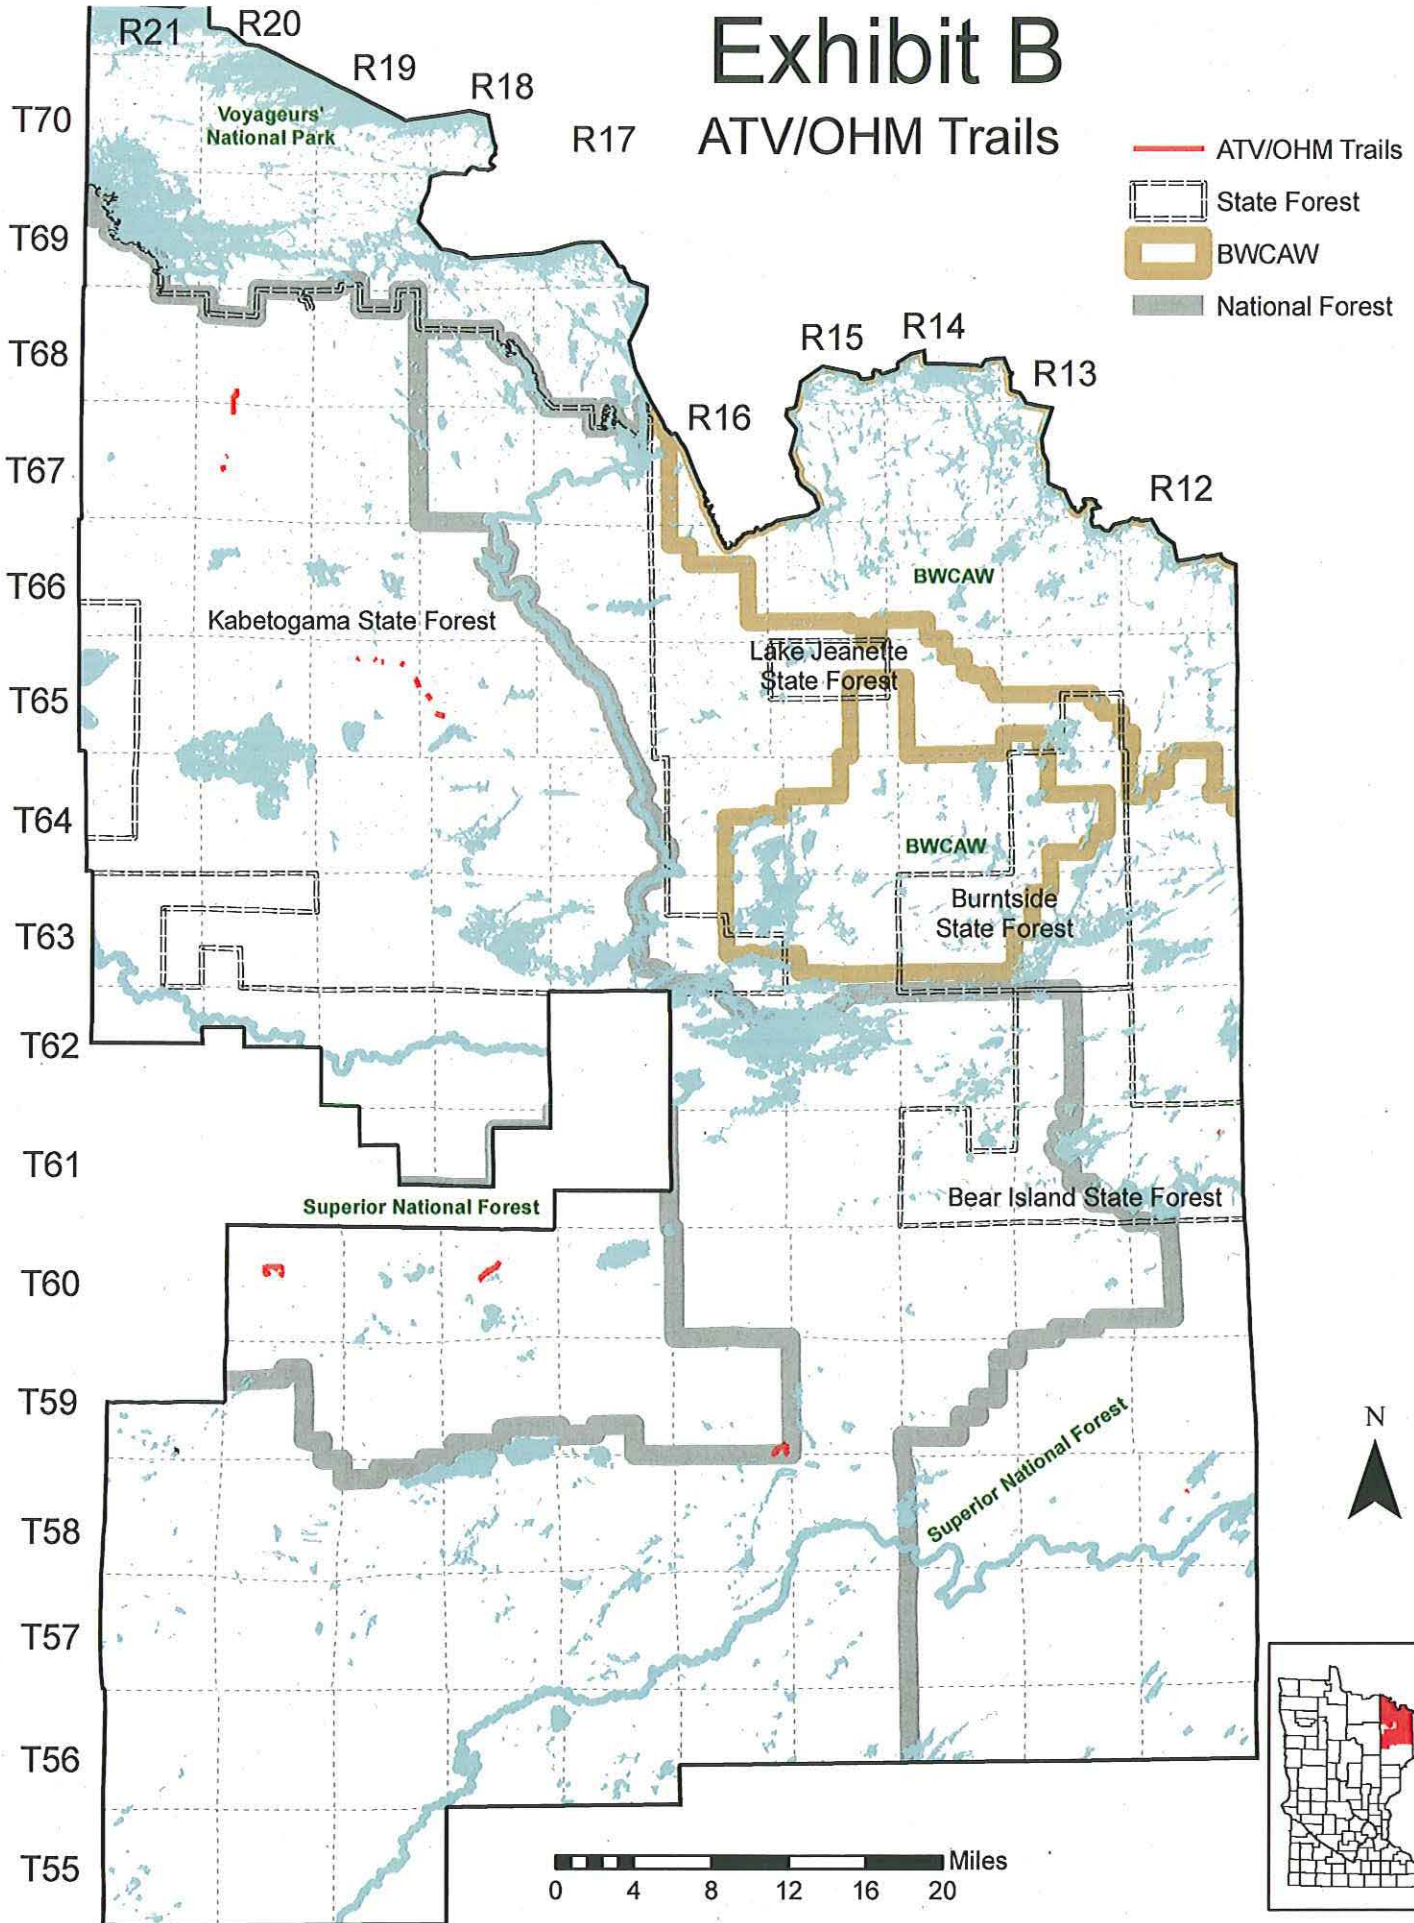 Exhibit B
ATV/OHM Trails
R21
R20
R19
R18
R17
R16
R15
R14
R13
R12
ATV/OHM Trails
State Forest
BWCAW
National Forest
T70
T69
T68
T67
T66
T65
T64
T63
T62
T61
T60
T59
T58
T57
T56
T55
Voyageurs'
National Park
BWCAW
Kabetogama State Forest
Lake Jeanette
State Forest
BWCAW
Burntside
State Forest
Bear Island State Forest
Superior National Forest
Superior National Forest
N
Miles
0 4 8 12 16 20